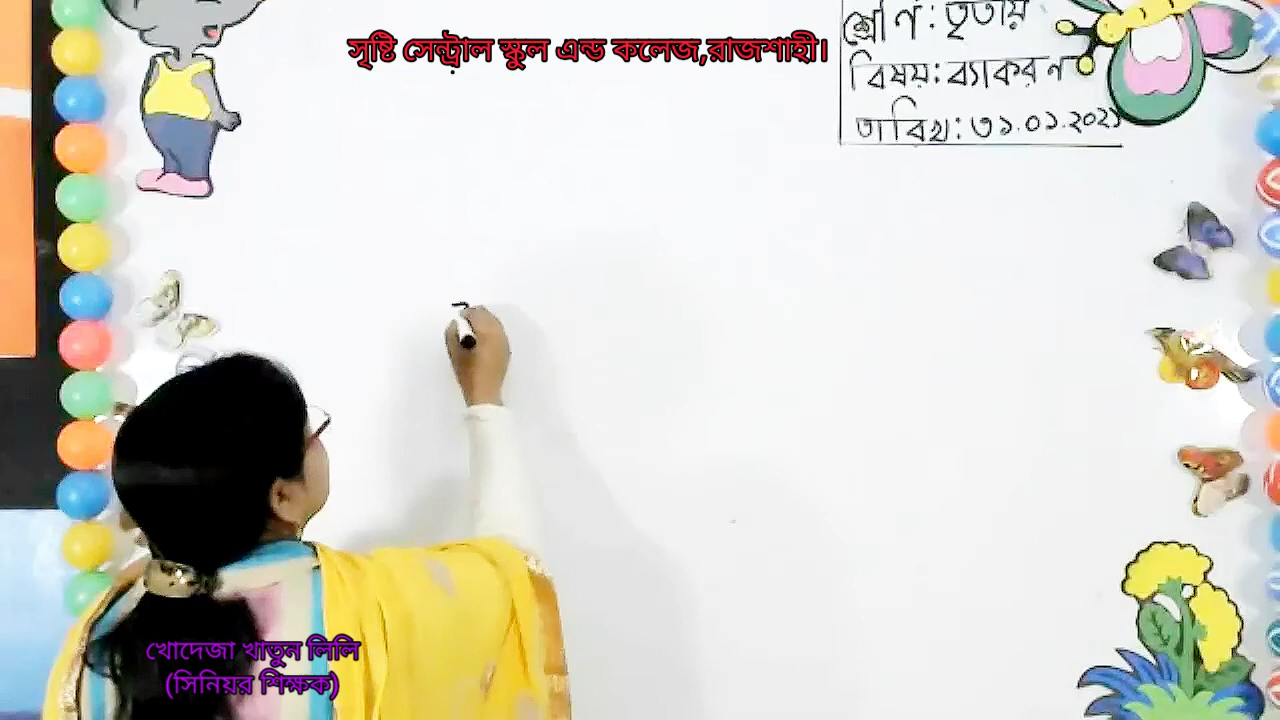 সৃষ্টি সেন্ট্রাল স্কুল এন্ড কলেজ,রাজশাহী।
শ্রেণি: তৃতীয়
বিষয়: ব্যাকরণ
তারিখ: ৩১.০১.২০২১
খোদেজা খাতুন লিলি
(সিনিয়র শিক্ষক)